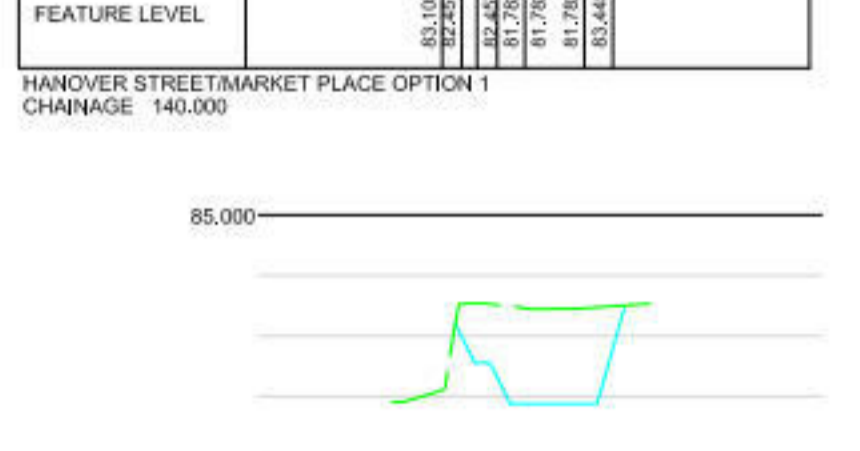 FEATURE LEVEL
83.10
82.45
82.45
81.78
81.78
81.78
83.44
HANOVER STREET/MARKET PLACE OPTION 1
CHAINAGE 140.000
85.000